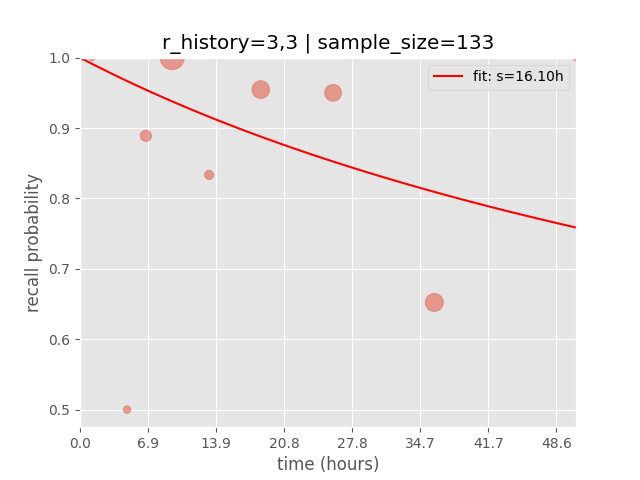 r_history=3,3 | sample_size=133
fit: s=16.10h
recall probability
1.0
0.9
0.8
0.7
0.6
0.5
0.0 6.9 13.9 20.8 27.8 34.7 41.7 48.6
time (hours)